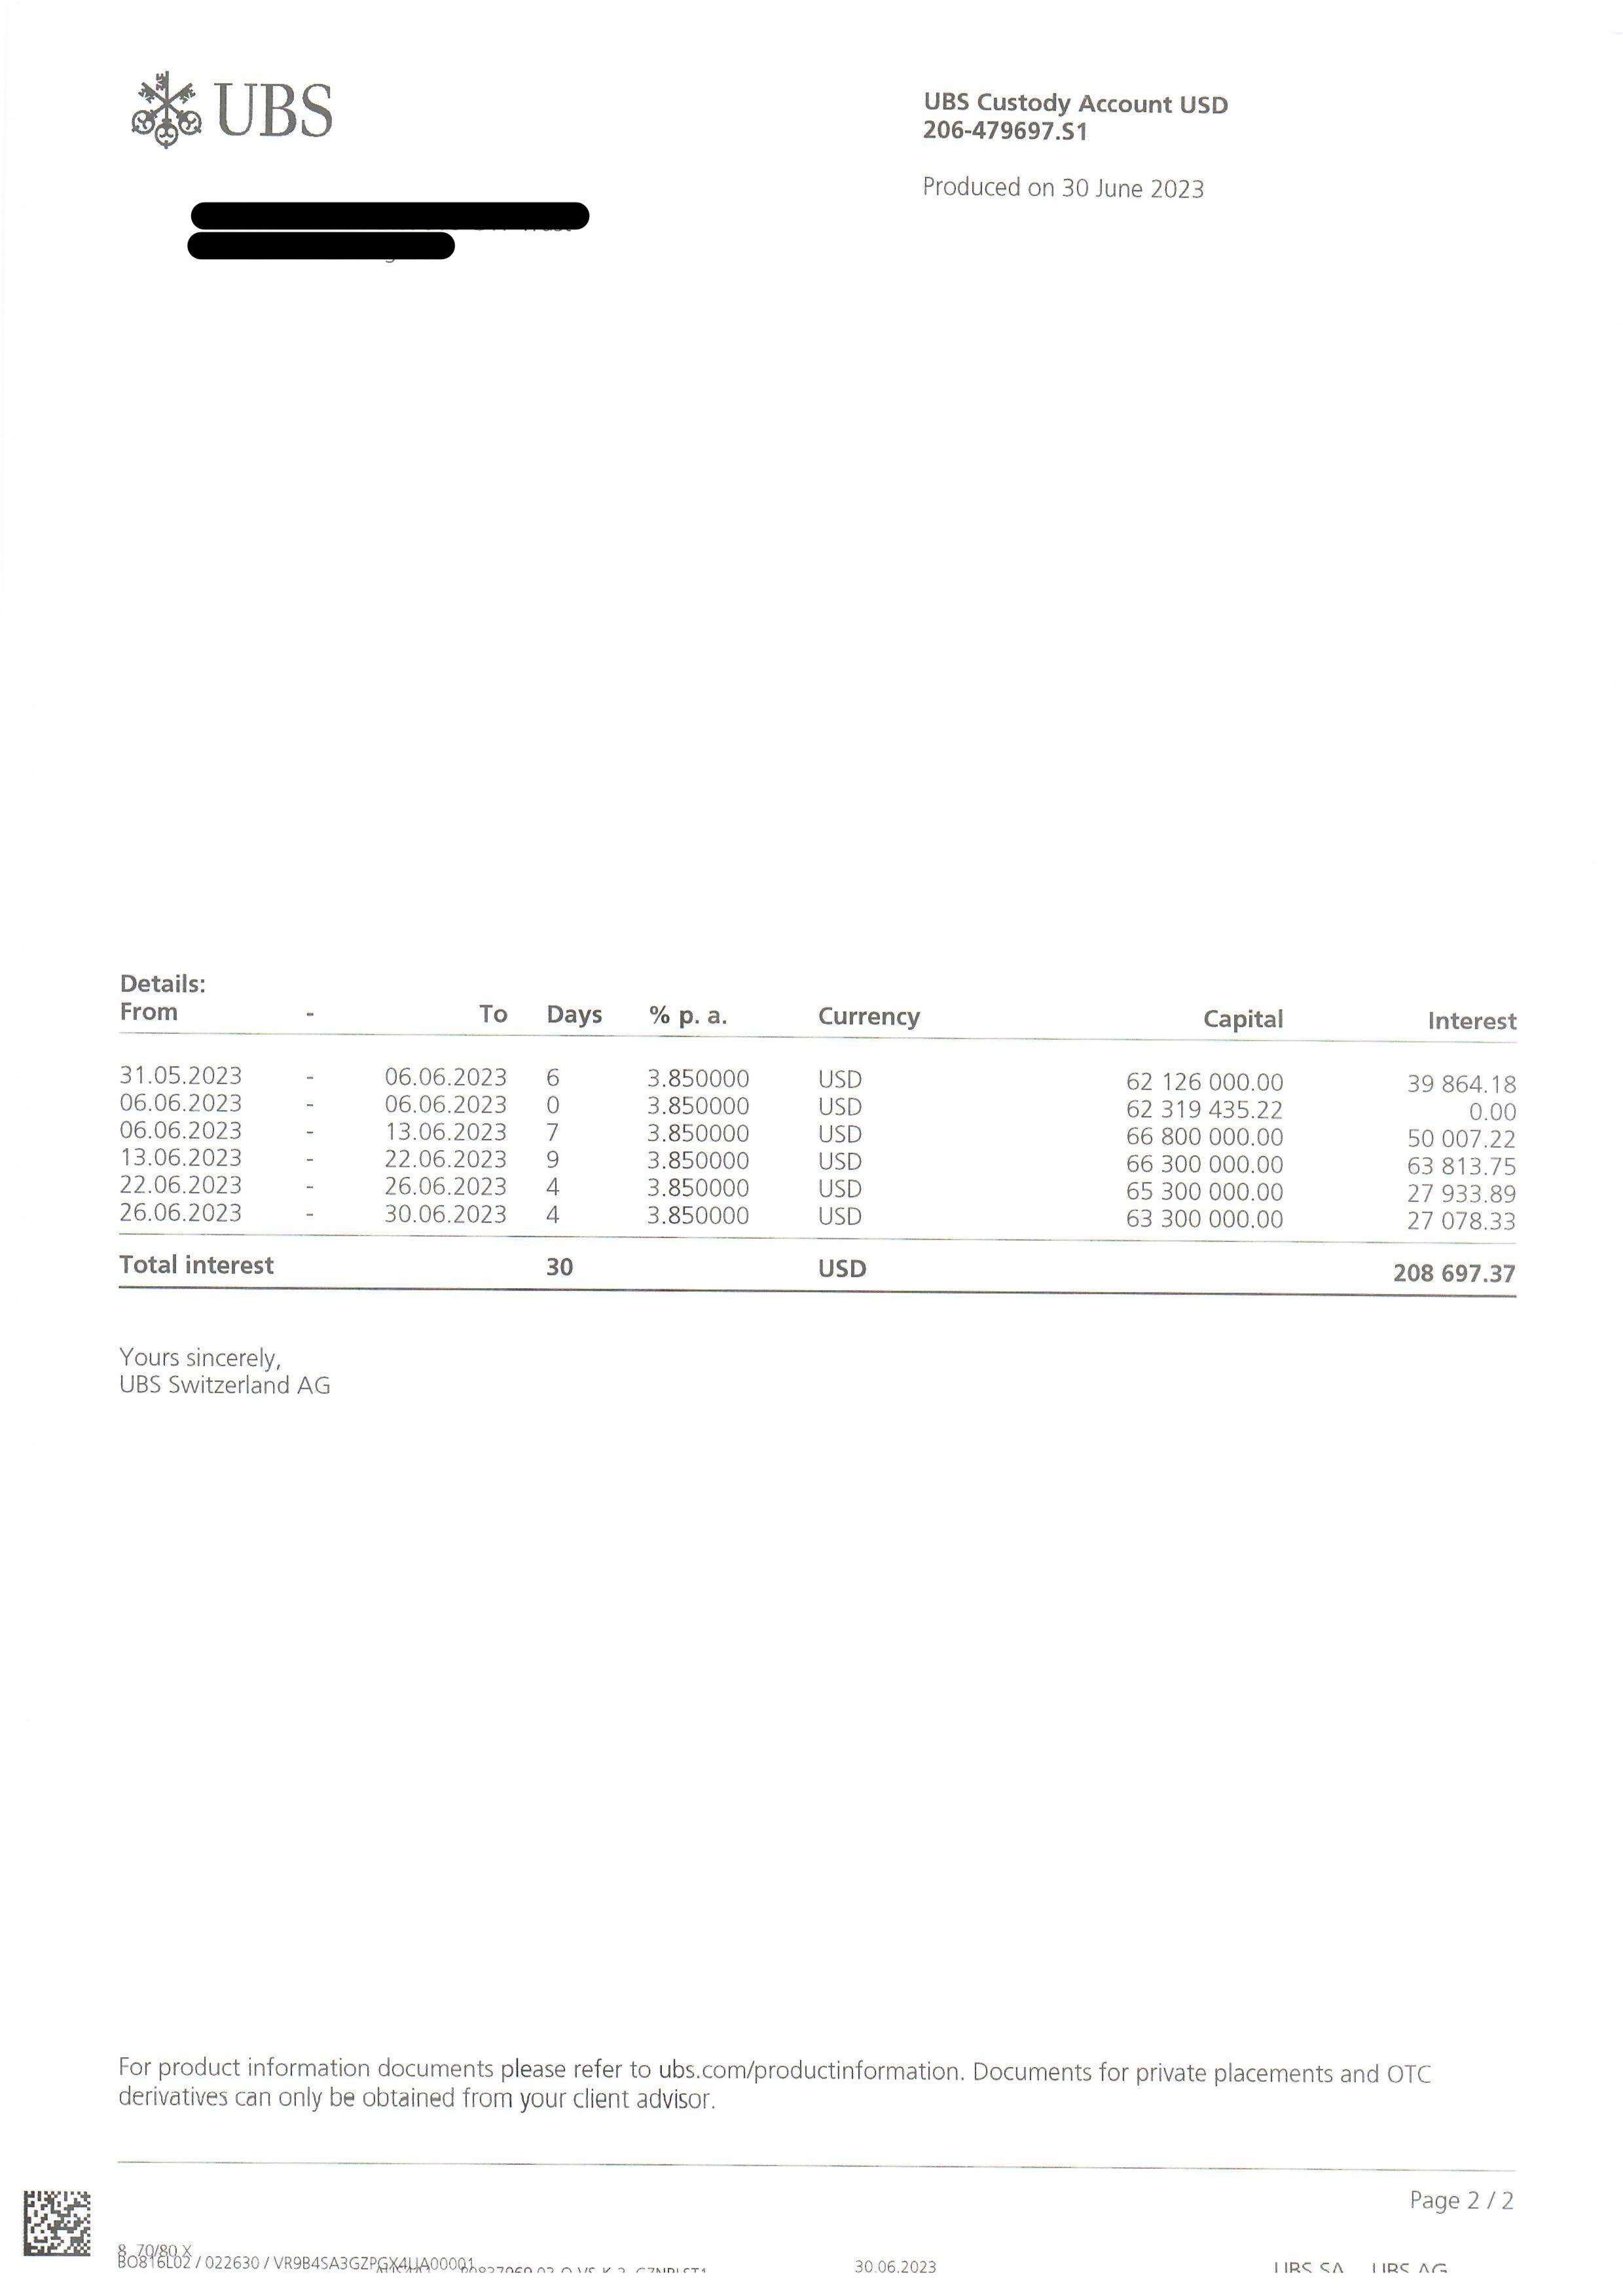 UBS
UBS Custody Account USD
206-479697.S1
Produced on 30 June 2023
Details:
From - To Days % p. a. Currency Capital Interest
31.05.2023 - 06.06.2023 6 3.850000 USD 62 126 000.00 39 864.18
06.06.2023 - 06.06.2023 0 3.850000 USD 62 319 435.22 0.00
06.06.2023 - 13.06.2023 7 3.850000 USD 66 800 000.00 50 007.22
13.06.2023 - 22.06.2023 9 3.850000 USD 66 300 000.00 63 813.75
22.06.2023 - 26.06.2023 4 3.850000 USD 65 300 000.00 27 933.89
26.06.2023 - 30.06.2023 4 3.850000 USD 63 300 000.00 27 078.33
Total interest 30 USD 208 697.37
Yours sincerely,
UBS Switzerland AG
For product information documents please refer to ubs.com/productinformation. Documents for private placements and OTC
derivatives can only be obtained from your client advisor.
Page 2 / 2
8 70/80 X
BO816L02 / 022630 / VR9B4SA3GZPGX4UA00001
30.06.2023
UBS SA UBS AG